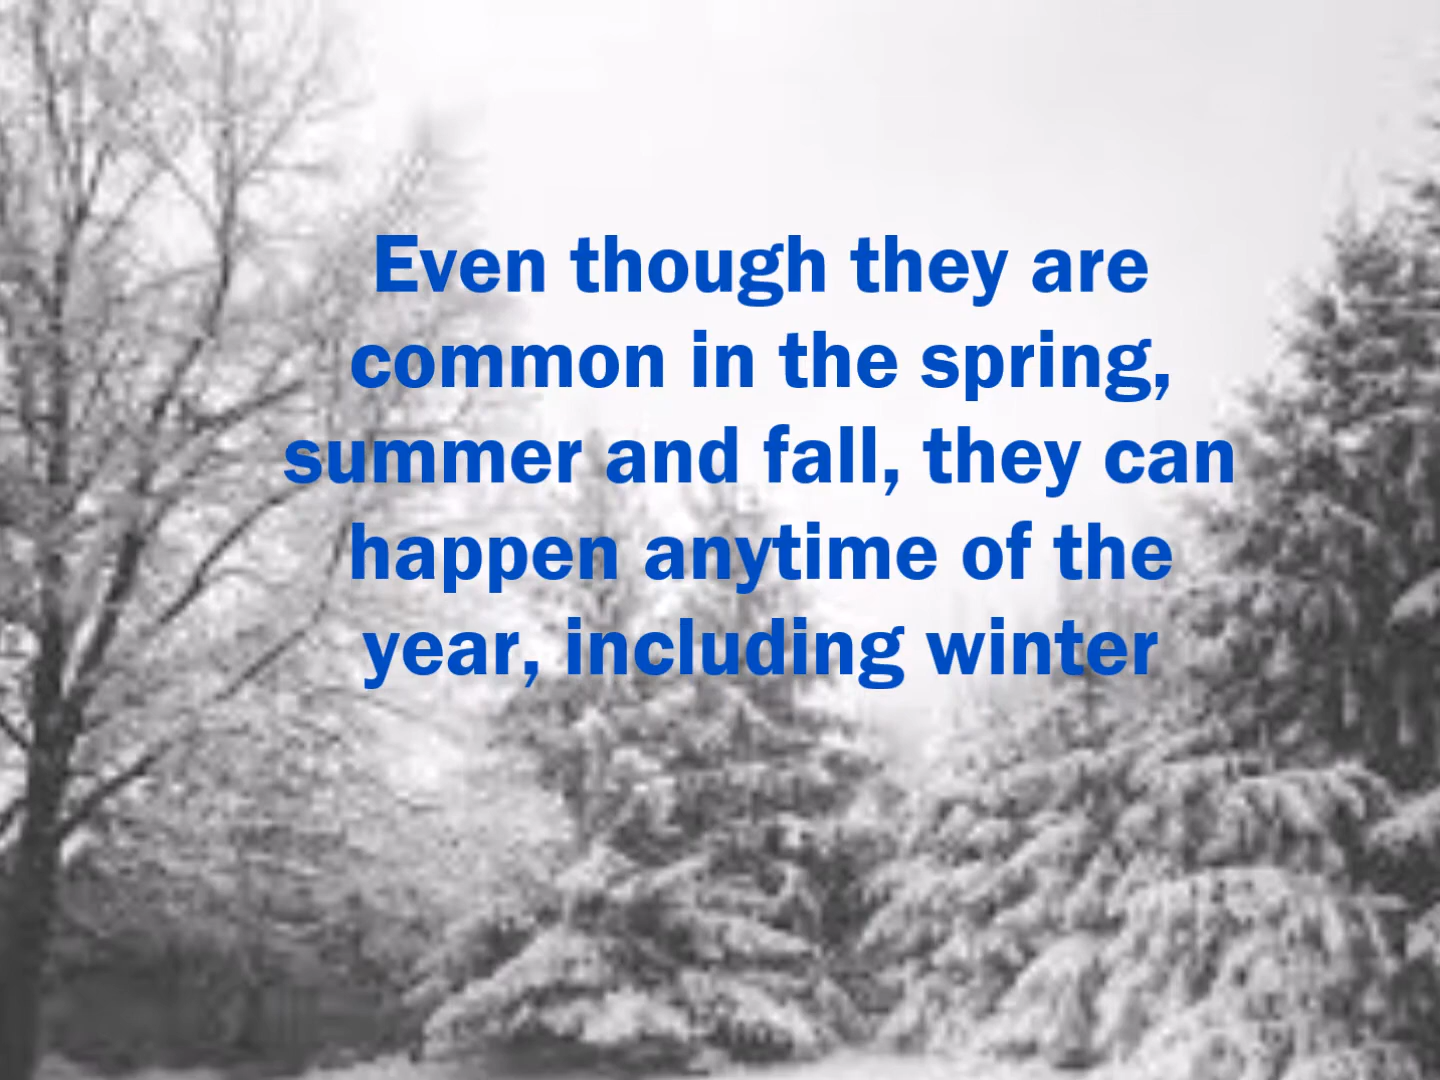 Even though they are
common in the spring,
summer and fall, they can
happen anytime of the
year, including winter